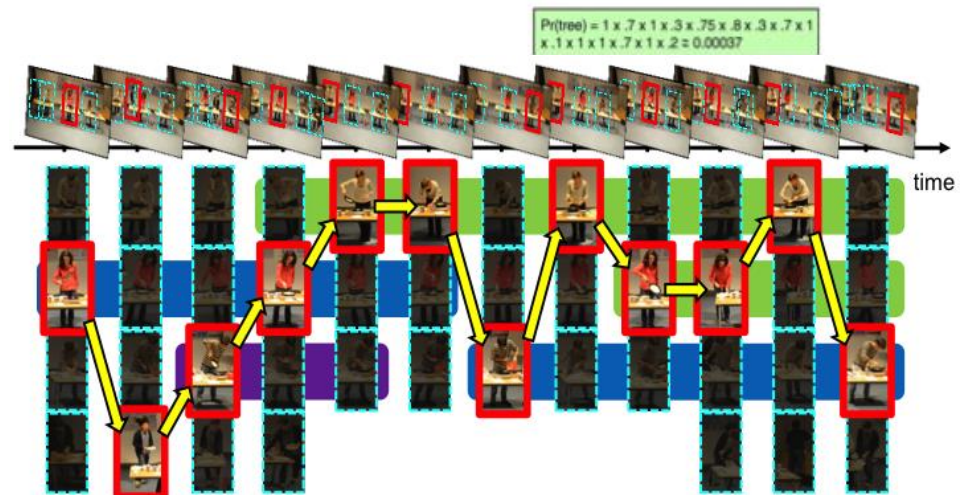 Pr(tree) = 1 x .7 x 1 x .3 x .75 x .8 x .3 x .7 x 1
x .1 x 1 x 1 x .7 x 1 x .2 = 0.00037
time